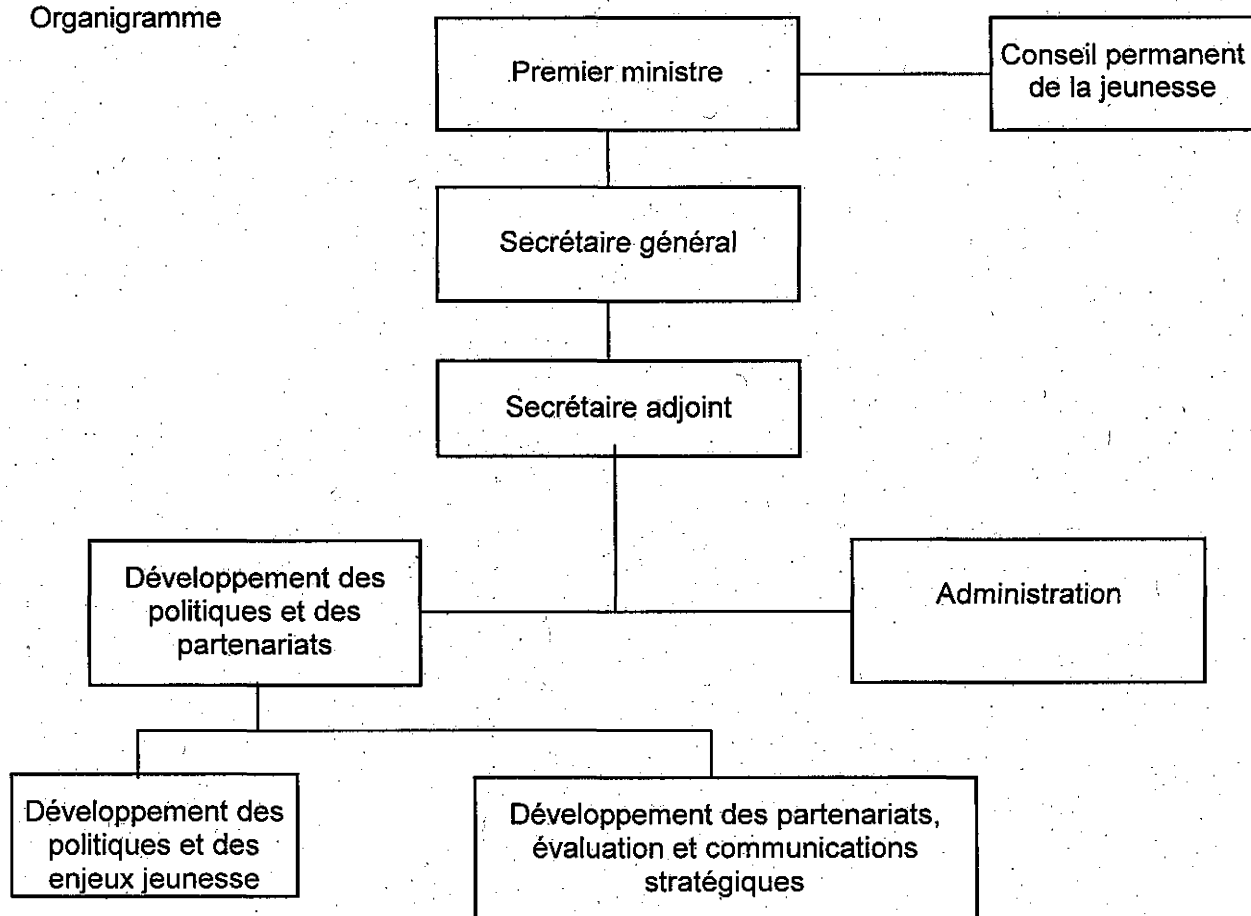 Organigramme
Premier ministre
Conseil permanent
de la jeunesse
Secrétaire général
Secrétaire adjoint
Développement des
politiques et des
partenariats
Administration
Développement des
politiques et des
enjeux jeunesse
Développement des partenariats,
évaluation et communications
stratégiques